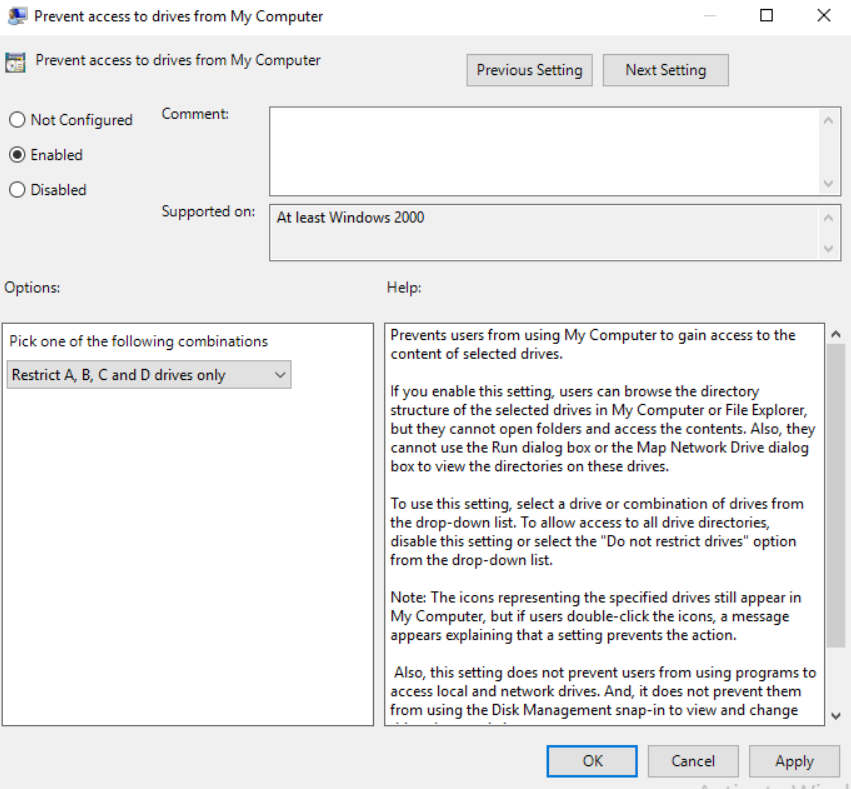 Prevent access to drives from My Computer
Prevent access to drives from My Computer
Previous Setting
Next Setting
Not Configured
Comment:
Enabled
Disabled
Supported on:
At least Windows 2000
Options:
Help:
Pick one of the following combinations
Restrict A, B, C and D drives only
Prevents users from using My Computer to gain access to the
content of selected drives.
If you enable this setting, users can browse the directory
structure of the selected drives in My Computer or File Explorer,
but they cannot open folders and access the contents. Also, they
cannot use the Run dialog box or the Map Network Drive dialog
box to view the directories on these drives.
To use this setting, select a drive or combination of drives from
the drop-down list. To allow access to all drive directories,
disable this setting or select the "Do not restrict drives" option
from the drop-down list.
Note: The icons representing the specified drives still appear in
My Computer, but if users double-click the icons, a message
appears explaining that a setting prevents the action.
Also, this setting does not prevent users from using programs to
access local and network drives. And, it does not prevent them
from using the Disk Management snap-in to view and change
OK
Cancel
Apply